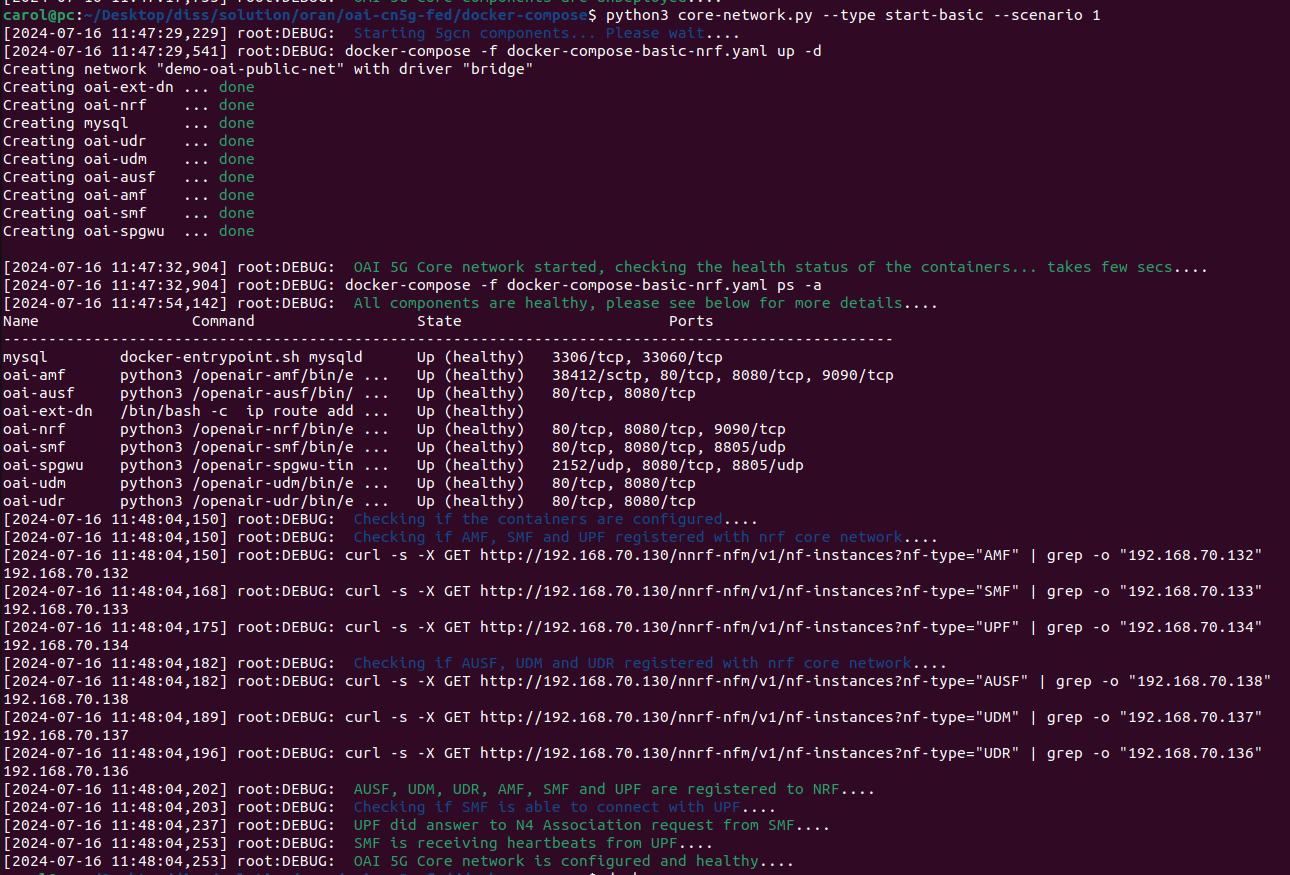 carol@pc:~/Desktop/diss/solution/oran/oai-cn5g-fed/docker-compose$ python3 core-network.py --type start-basic --scenario 1
[2024-07-16 11:47:29,229] root:DEBUG:  Starting 5gcn components... Please wait....
[2024-07-16 11:47:29,541] root:DEBUG: docker-compose -f docker-compose-basic-nrf.yaml up -d
Creating network "demo-oai-public-net" with driver "bridge"
Creating oai-ext-dn ... done
Creating oai-nrf    ... done
Creating mysql      ... done
Creating oai-udr    ... done
Creating oai-udm    ... done
Creating oai-ausf   ... done
Creating oai-amf    ... done
Creating oai-smf    ... done
Creating oai-spgwu  ... done
[2024-07-16 11:47:32,904] root:DEBUG:  OAI 5G Core network started, checking the health status of the containers... takes few secs....
[2024-07-16 11:47:32,904] root:DEBUG: docker-compose -f docker-compose-basic-nrf.yaml ps -a
[2024-07-16 11:47:54,142] root:DEBUG:  All components are healthy, please see below for more details....
Name                 Command                  State                       Ports
---------------------------------------------------------------------------------------------------
mysql        docker-entrypoint.sh mysqld      Up (healthy)   3306/tcp, 33060/tcp
oai-amf      python3 /openair-amf/bin/e ...   Up (healthy)   38412/sctp, 80/tcp, 8080/tcp, 9090/tcp
oai-ausf     python3 /openair-ausf/bin/ ...   Up (healthy)   80/tcp, 8080/tcp
oai-ext-dn   /bin/bash -c  ip route add ...   Up (healthy)
oai-nrf      python3 /openair-nrf/bin/e ...   Up (healthy)   80/tcp, 8080/tcp, 9090/tcp
oai-smf      python3 /openair-smf/bin/e ...   Up (healthy)   80/tcp, 8080/tcp, 8805/udp
oai-spgwu    python3 /openair-spgwu-tin ...   Up (healthy)   2152/udp, 8080/tcp, 8805/udp
oai-udm      python3 /openair-udm/bin/e ...   Up (healthy)   80/tcp, 8080/tcp
oai-udr      python3 /openair-udr/bin/e ...   Up (healthy)   80/tcp, 8080/tcp
[2024-07-16 11:48:04,150] root:DEBUG:  Checking if the containers are configured....
[2024-07-16 11:48:04,150] root:DEBUG:  Checking if AMF, SMF and UPF registered with nrf core network....
[2024-07-16 11:48:04,150] root:DEBUG: curl -s -X GET http://192.168.70.130/nnrf-nfm/v1/nf-instances?nf-type="AMF" | grep -o "192.168.70.132"
192.168.70.132
[2024-07-16 11:48:04,168] root:DEBUG: curl -s -X GET http://192.168.70.130/nnrf-nfm/v1/nf-instances?nf-type="SMF" | grep -o "192.168.70.133"
192.168.70.133
[2024-07-16 11:48:04,175] root:DEBUG: curl -s -X GET http://192.168.70.130/nnrf-nfm/v1/nf-instances?nf-type="UPF" | grep -o "192.168.70.134"
192.168.70.134
[2024-07-16 11:48:04,182] root:DEBUG:  Checking if AUSF, UDM and UDR registered with nrf core network....
[2024-07-16 11:48:04,182] root:DEBUG: curl -s -X GET http://192.168.70.130/nnrf-nfm/v1/nf-instances?nf-type="AUSF" | grep -o "192.168.70.138"
192.168.70.138
[2024-07-16 11:48:04,189] root:DEBUG: curl -s -X GET http://192.168.70.130/nnrf-nfm/v1/nf-instances?nf-type="UDM" | grep -o "192.168.70.137"
192.168.70.137
[2024-07-16 11:48:04,196] root:DEBUG: curl -s -X GET http://192.168.70.130/nnrf-nfm/v1/nf-instances?nf-type="UDR" | grep -o "192.168.70.136"
192.168.70.136
[2024-07-16 11:48:04,202] root:DEBUG:  AUSF, UDM, UDR, AMF, SMF and UPF are registered to NRF....
[2024-07-16 11:48:04,203] root:DEBUG:  Checking if SMF is able to connect with UPF....
[2024-07-16 11:48:04,237] root:DEBUG:  UPF did answer to N4 Association request from SMF....
[2024-07-16 11:48:04,253] root:DEBUG:  SMF is receiving heartbeats from UPF....
[2024-07-16 11:48:04,253] root:DEBUG:  OAI 5G Core network is configured and healthy....